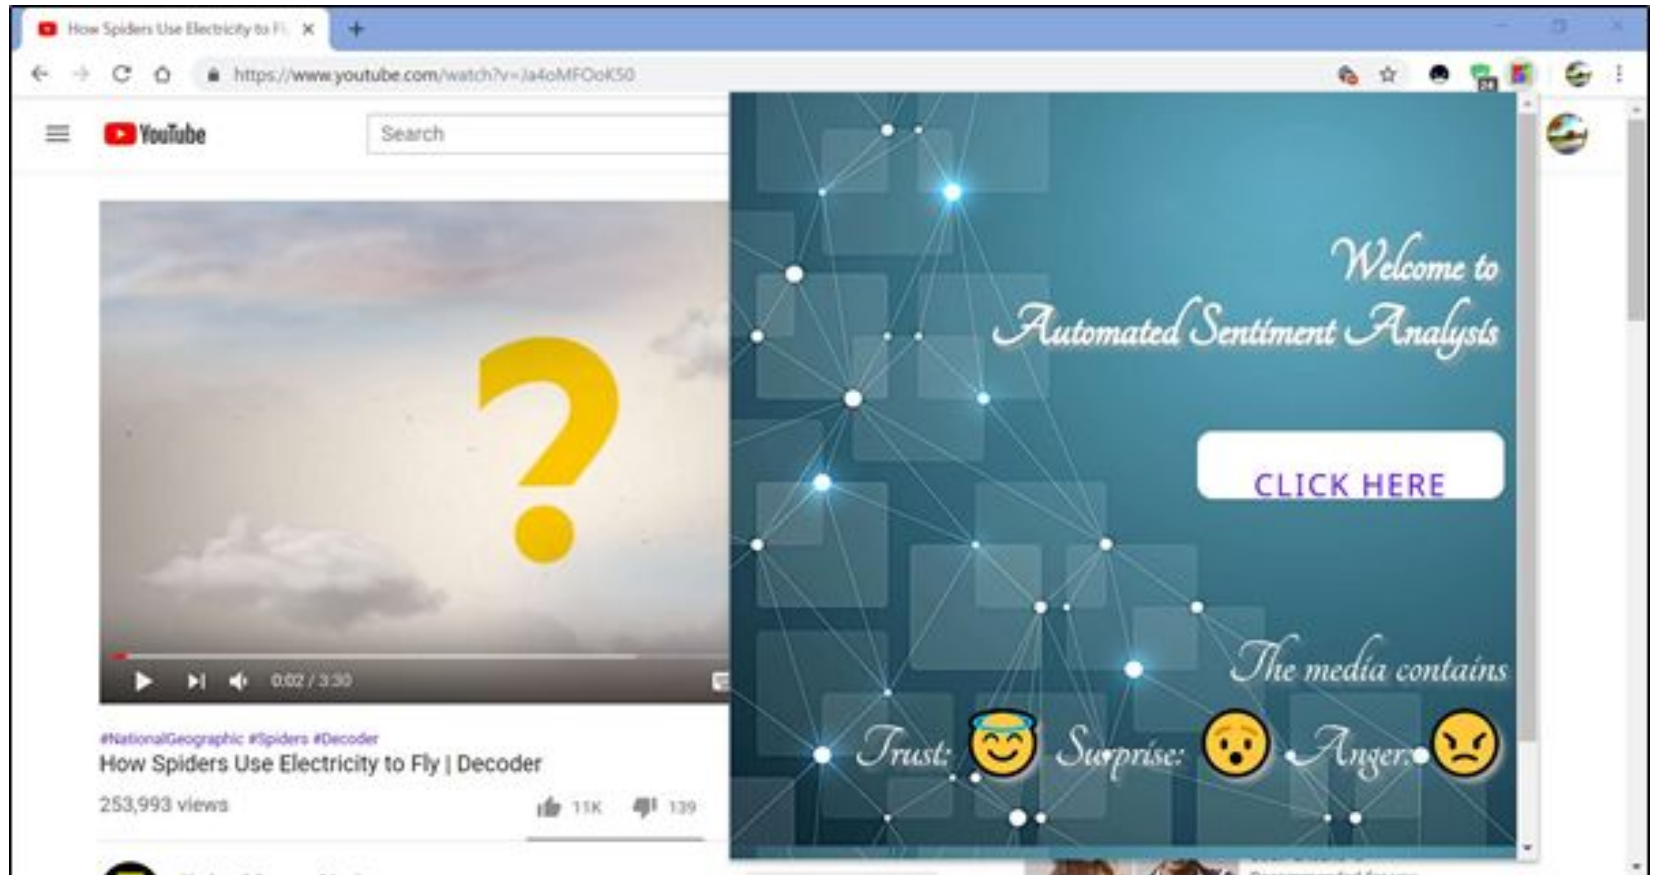 How Spiders Use Electricity to Fl
https://www.youtube.com/watch?v=Ja4oMFOoK50
YouTube
Search
Welcome to
Automated Sentiment Analysis
CLICK HERE
The media contains
Trust: Surprise: Anger:
0:02 / 3:30
#NationalGeographic #Spiders #Decoder
How Spiders Use Electricity to Fly | Decoder
253,993 views 11K 139